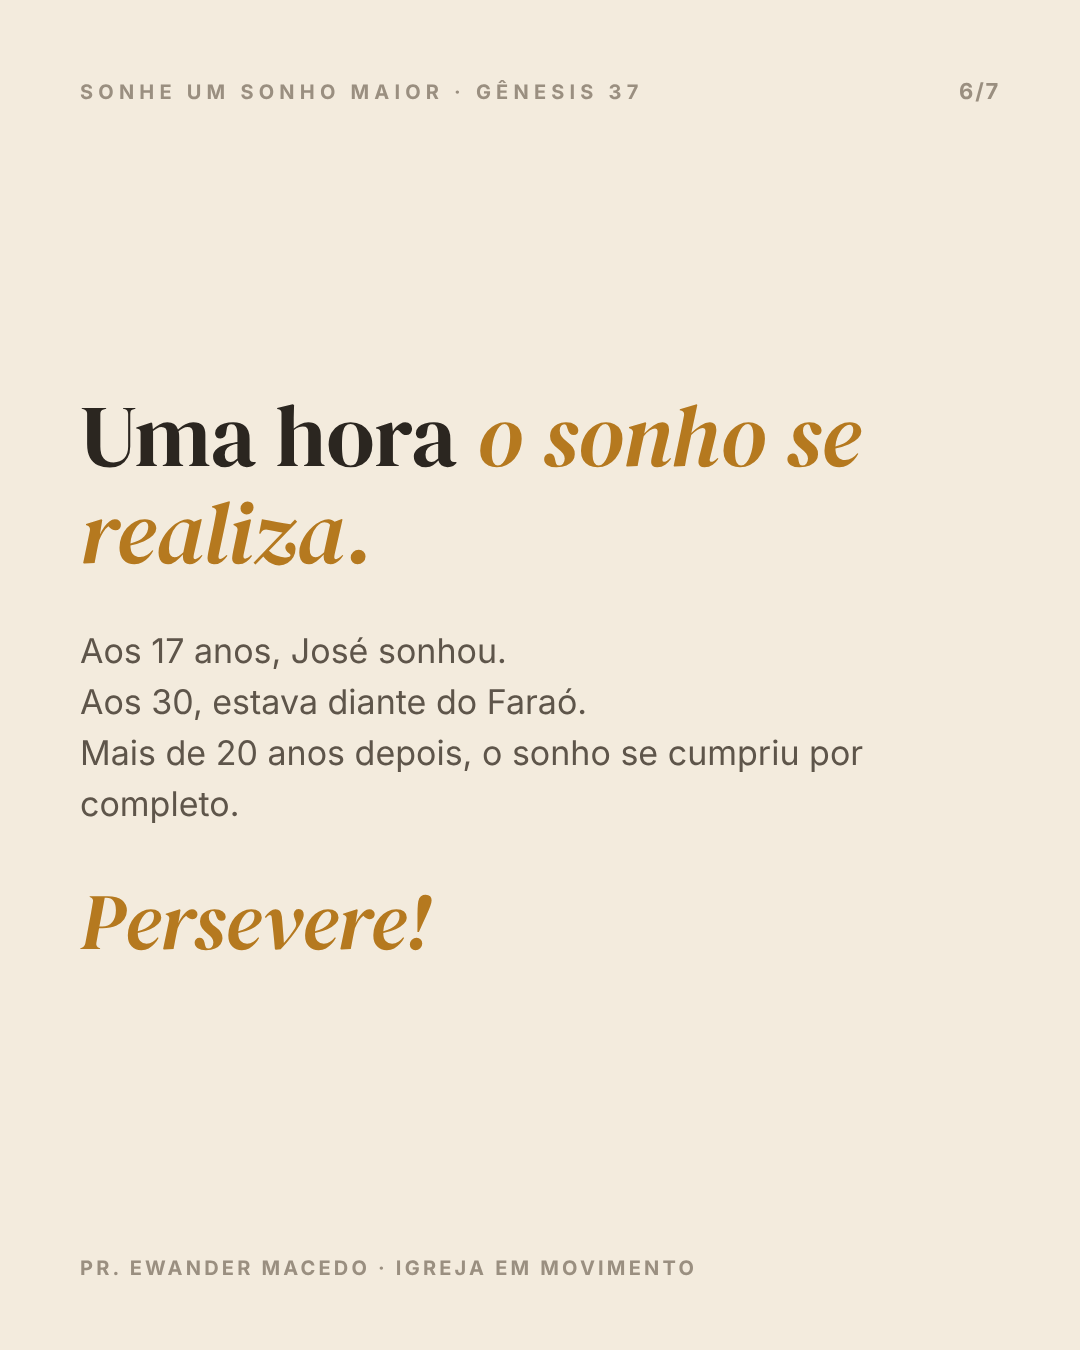 SONHE UM SONHO MAIOR · GÊNESIS 37
6/7
Uma hora o sonho se
realiza.
Aos 17 anos, José sonhou.
Aos 30, estava diante do Faraó.
Mais de 20 anos depois, o sonho se cumpriu por
completo.
Persevere!
PR. EWANDER MACEDO · IGREJA EM MOVIMENTO